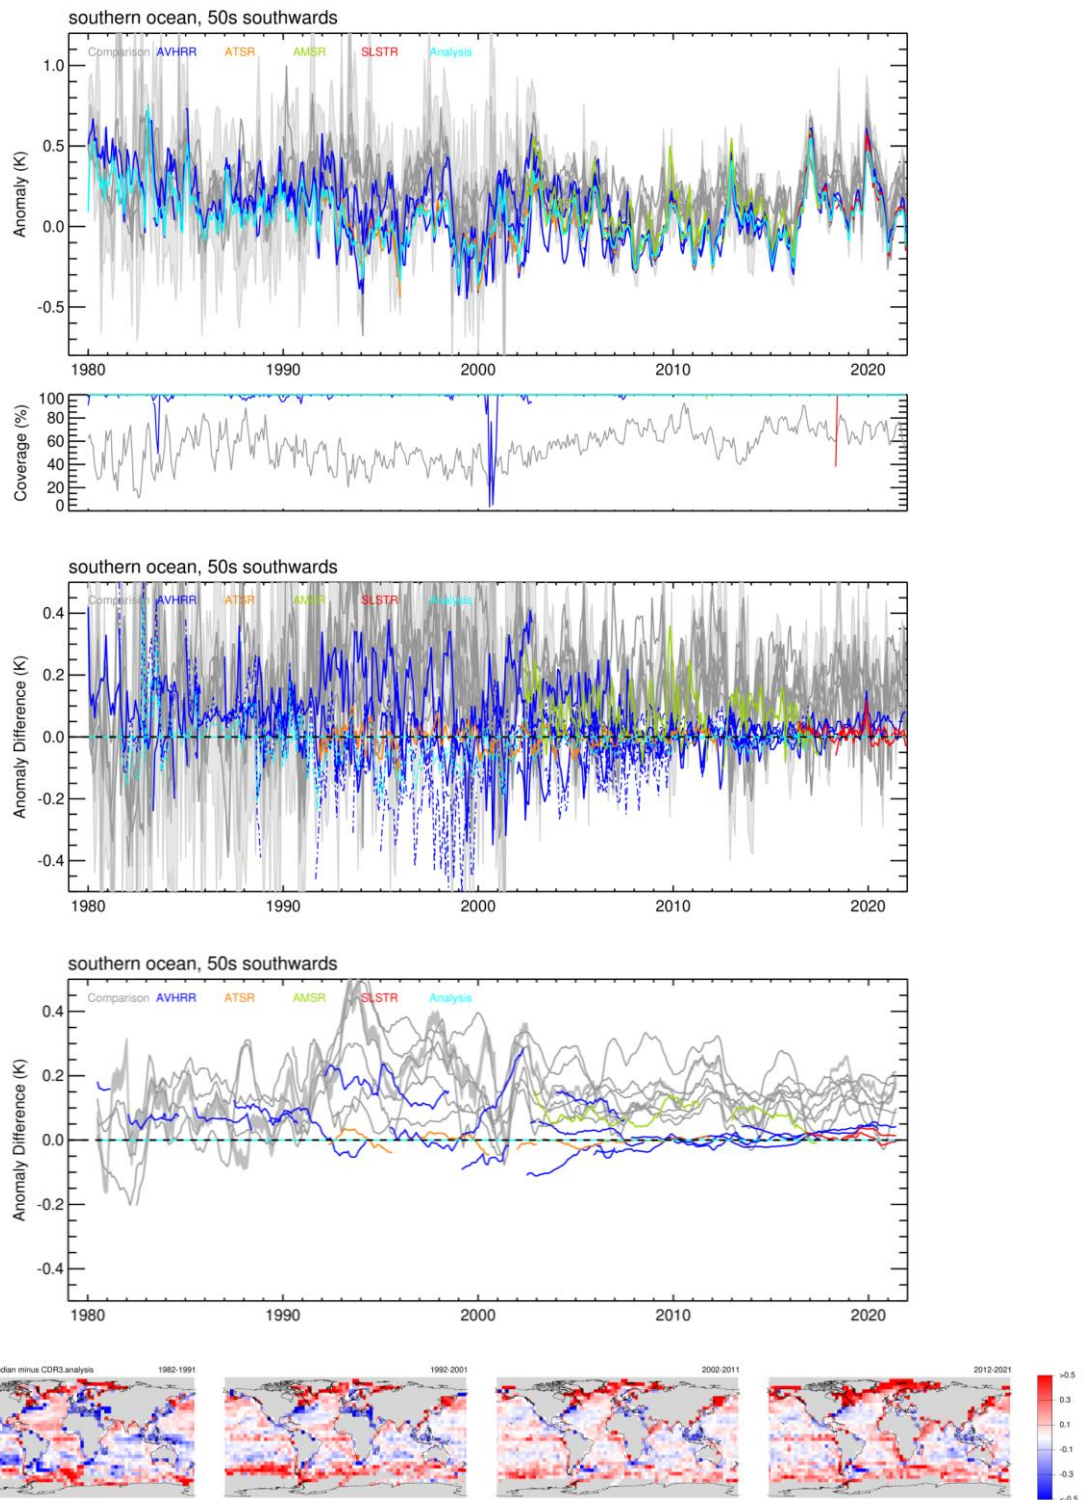 southern ocean, 50s southwards
Comparison AVHRR ATSR AMSR SLSTR Analysis
1.0
0.5
0.0
-0.5
Anomaly (K)
1980 1990 2000 2010 2020
100
80
60
40
20
0
Coverage (%)
southern ocean, 50s southwards
Comparison AVHRR ATSR AMSR SLSTR Analysis
0.4
0.2
0.0
-0.2
-0.4
Anomaly Difference (K)
1980 1990 2000 2010 2020
southern ocean, 50s southwards
Comparison AVHRR ATSR AMSR SLSTR Analysis
0.4
0.2
0.0
-0.2
-0.4
Anomaly Difference (K)
1980 1990 2000 2010 2020
dian minus CDR3.analysis 1982-1991 1992-2001 2002-2011 2012-2021
>0.5
0.3
0.1
-0.1
-0.3
<-0.5